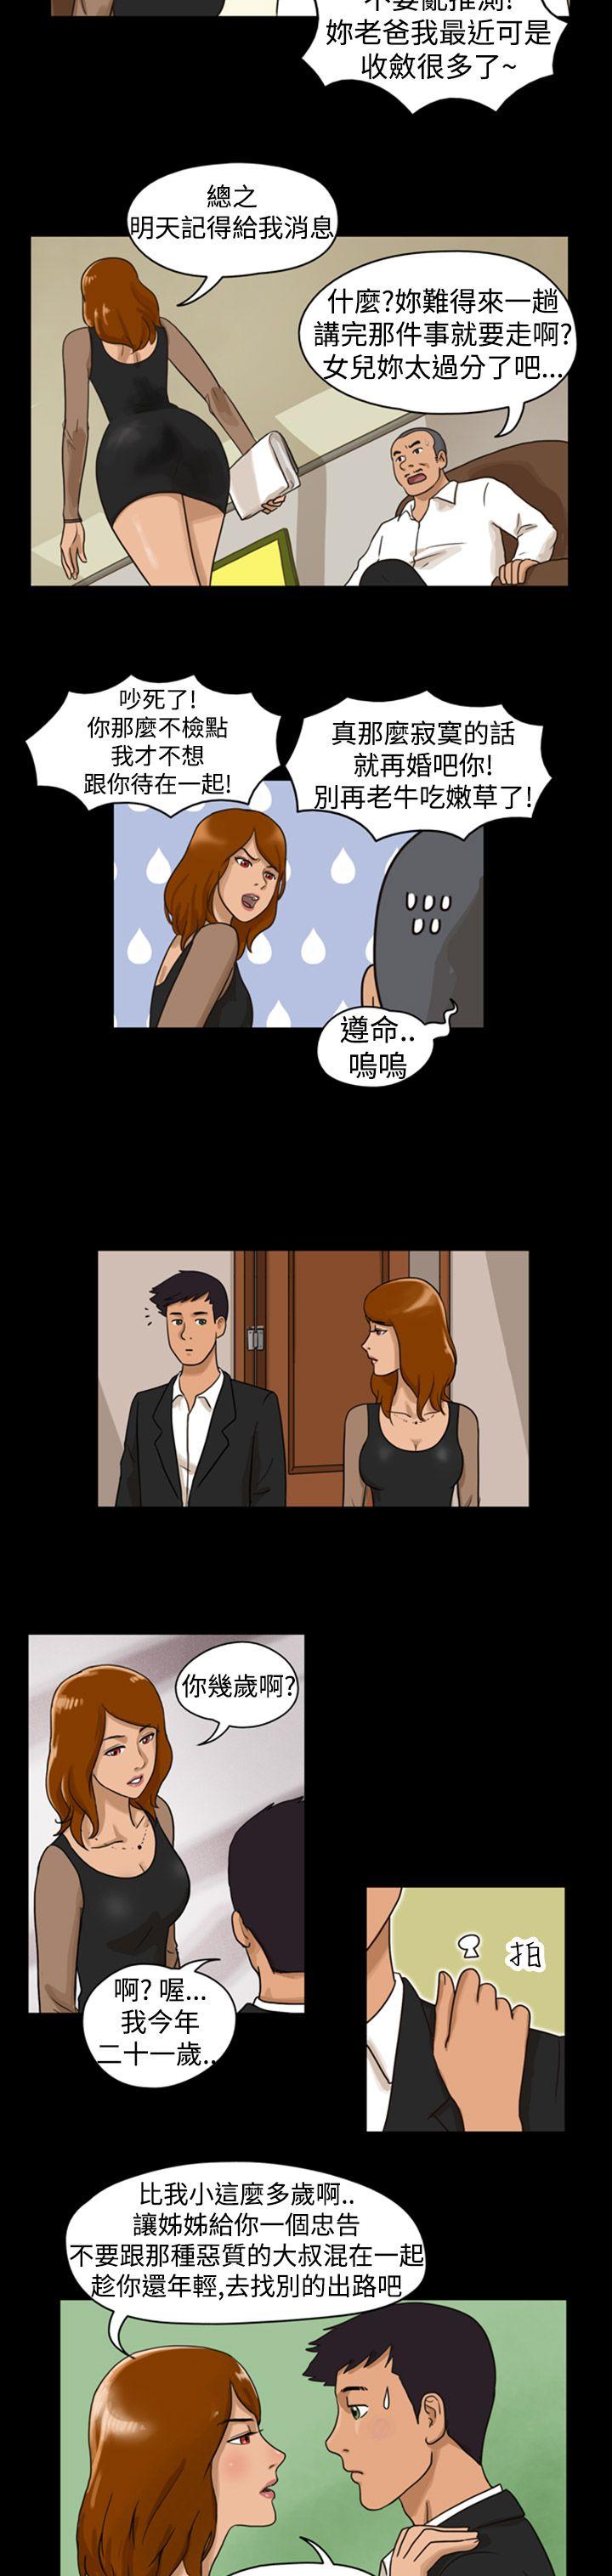 不要亂推測!
妳老爸我最近可是
收斂很多了~
總之
明天記得給我消息
什麼?妳難得來一趟
講完那件事就要走啊?
女兒妳太過分了吧...
吵死了!
你那麼不檢點
我才不想
跟你待在一起!
真那麼寂寞的話
就再婚吧你!
別再老牛吃嫩草了!
遵命..
嗚嗚
你幾歲啊?
啊? 喔...
我今年
二十一歲..
拍
比我小這麼多歲啊..
讓姊姊給你一個忠告
不要跟那種惡質的大叔混在一起
趁你還年輕,去找別的出路吧